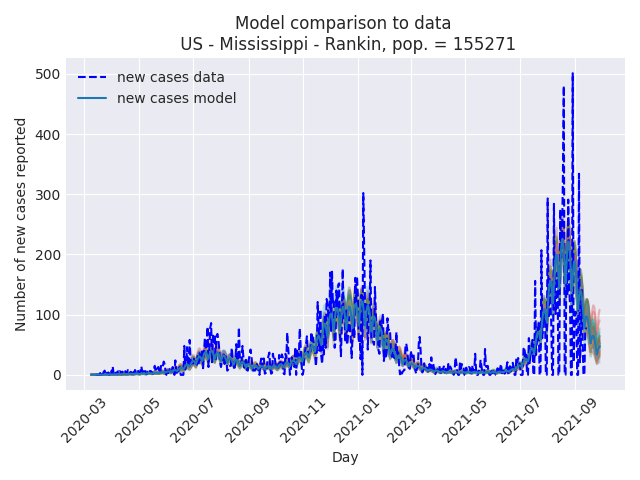 Model comparison to data
US - Mississippi - Rankin, pop. = 155271
new cases data
new cases model
Number of new cases reported
500
400
300
200
100
0
2020-03
2020-05
2020-07
2020-09
2020-11
2021-01
2021-03
2021-05
2021-07
2021-09
Day